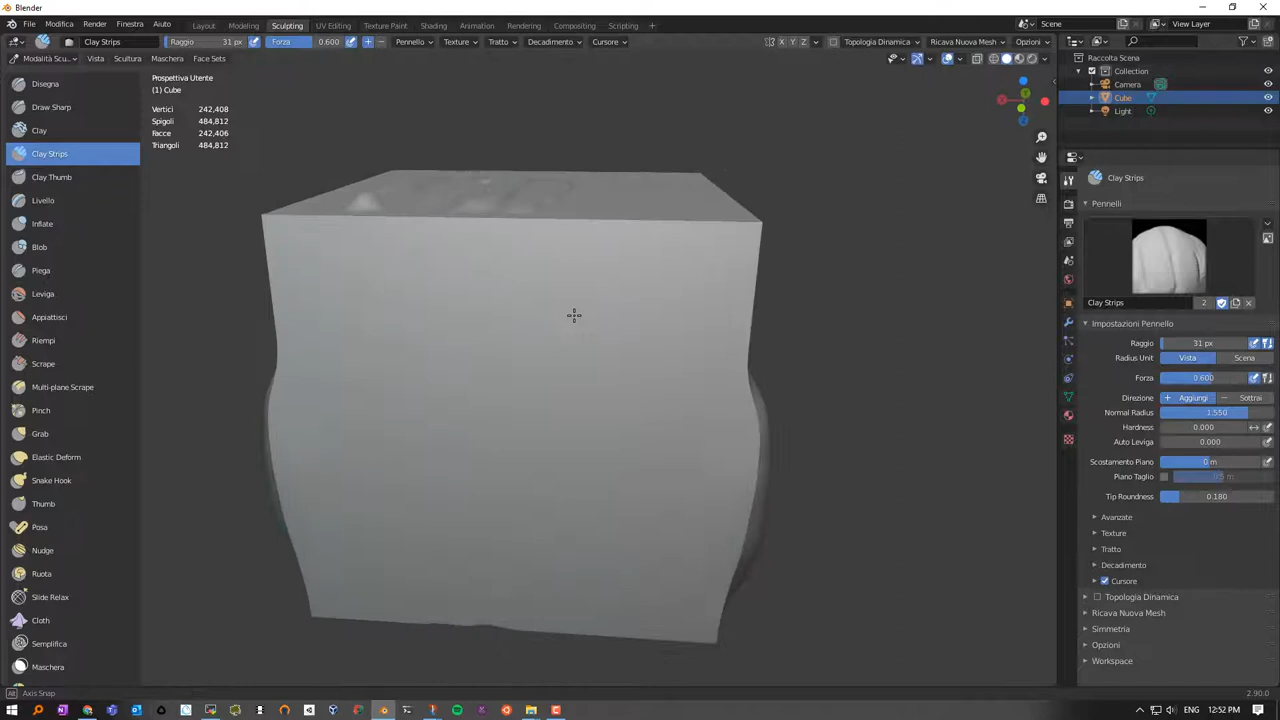 Blender
File Modifica Render Finestra Aiuto Layout Modeling Sculpting UV Editing Texture Paint Shading Animation Rendering Compositing Scripting Scene View Layer
Clay Strips Raggio 31 px Forza 0.600 Pennello Texture Tratto Decadimento Cursore X Y Z Topologia Dinamica Ricava Nuova Mesh Opzioni
Modalità Scu... Vista Scultura Maschera Face Sets
Raccolta Scena
Collection
Camera
Cube
Light
Prospettiva Utente
(1) Cube
Vertici 242,408
Spigoli 484,812
Facce 242,406
Triangoli 484,812
Disegna
Draw Sharp
Clay
Clay Strips
Clay Thumb
Livello
Inflate
Blob
Piega
Leviga
Appiattisci
Riempi
Scrape
Multi-plane Scrape
Pinch
Grab
Elastic Deform
Snake Hook
Thumb
Posa
Nudge
Ruota
Slide Relax
Cloth
Semplifica
Maschera
Clay Strips
Pennelli
Clay Strips 2
Impostazioni Pennello
Raggio 31 px
Radius Unit Vista Scena
Forza 0.600
Direzione + Aggiungi − Sottrai
Normal Radius 1.550
Hardness 0.000
Auto Leviga 0.000
Scostamento Piano 0 m
Piano Taglio 0.5 m
Tip Roundness 0.180
Avanzate
Texture
Tratto
Decadimento
Cursore
Topologia Dinamica
Ricava Nuova Mesh
Simmetria
Opzioni
Workspace
Alt Axis Snap 2.90.0
12:52 PM